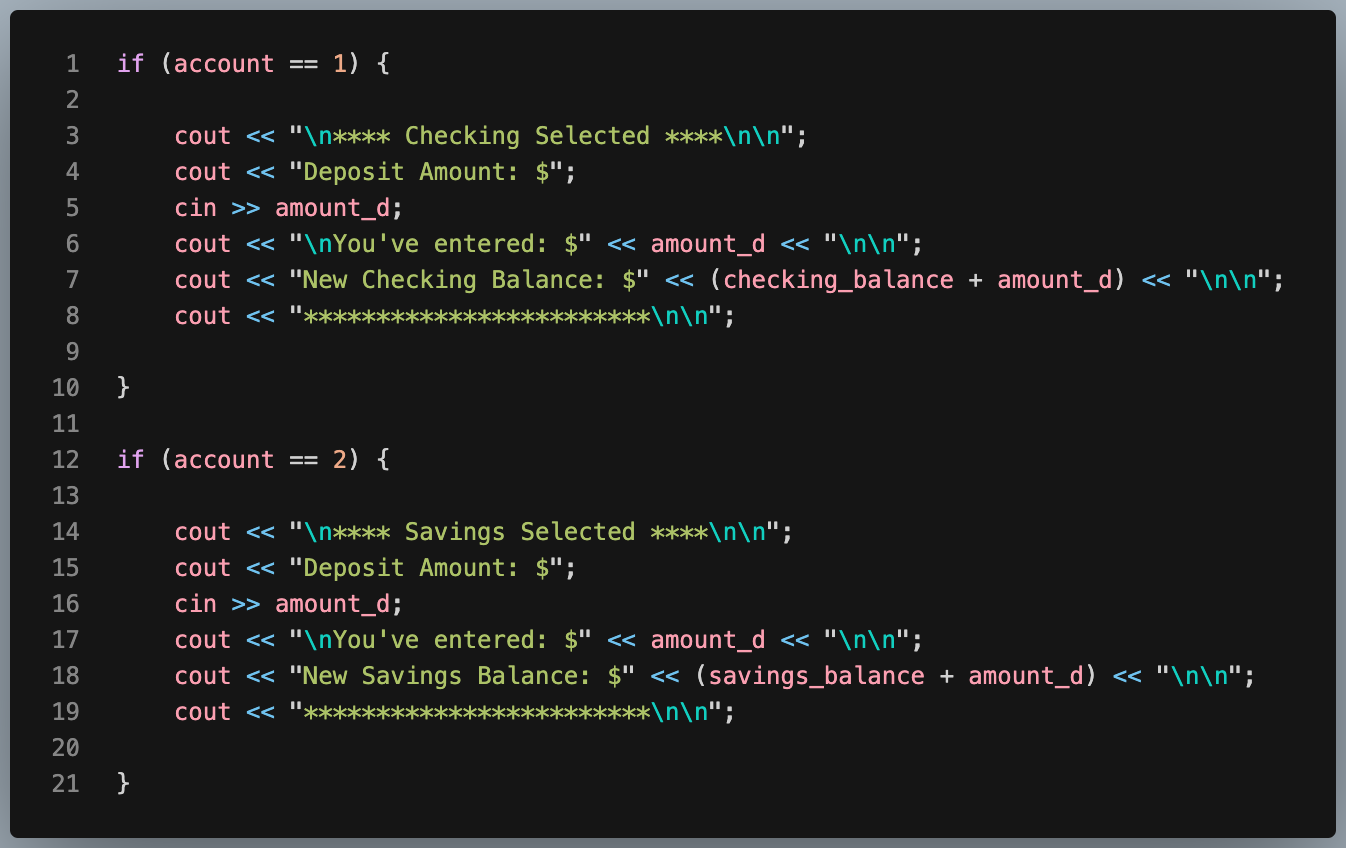 1 if (account == 1) {
2
3 cout << "\n**** Checking Selected ****\n\n";
4 cout << "Deposit Amount: $";
5 cin >> amount_d;
6 cout << "\nYou've entered: $" << amount_d << "\n\n";
7 cout << "New Checking Balance: $" << (checking_balance + amount_d) << "\n\n";
8 cout << "************************\n\n";
9
10 }
11
12 if (account == 2) {
13
14 cout << "\n**** Savings Selected ****\n\n";
15 cout << "Deposit Amount: $";
16 cin >> amount_d;
17 cout << "\nYou've entered: $" << amount_d << "\n\n";
18 cout << "New Savings Balance: $" << (savings_balance + amount_d) << "\n\n";
19 cout << "************************\n\n";
20
21 }